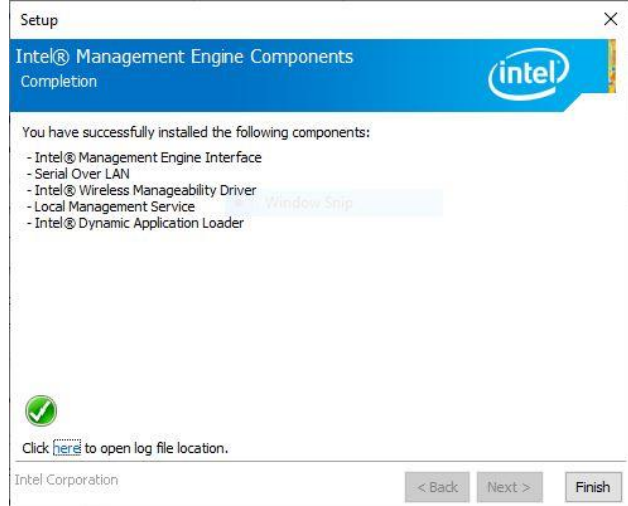 Setup
Intel® Management Engine Components
Completion
intel
You have successfully installed the following components:
- Intel® Management Engine Interface
- Serial Over LAN
- Intel® Wireless Manageability Driver
- Local Management Service
Window Snip
- Intel® Dynamic Application Loader
Click here to open log file location.
Intel Corporation
< Back Next > Finish